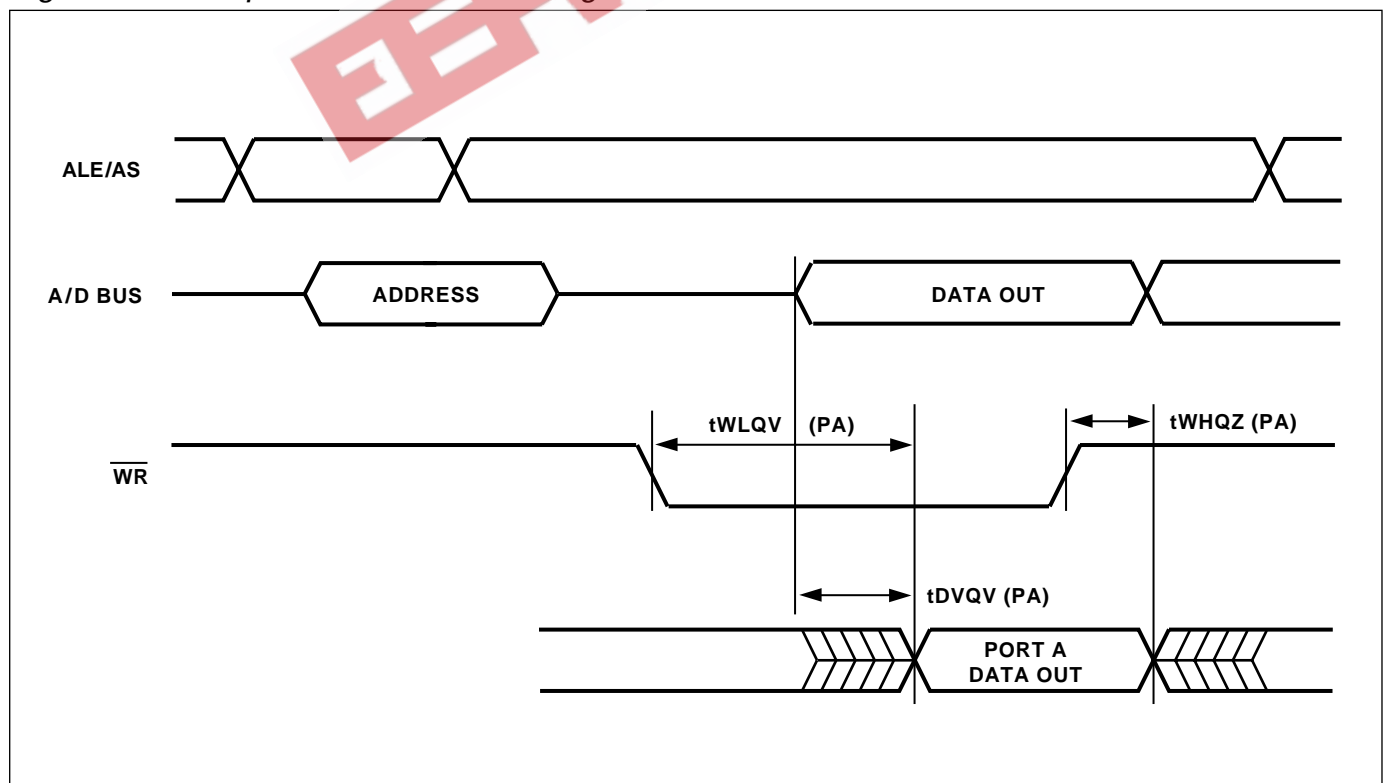 ALE/AS
A/D BUS
ADDRESS
DATA OUT
tWLQV (PA)
tWHQZ (PA)
WR
tDVQV (PA)
PORT A
DATA OUT